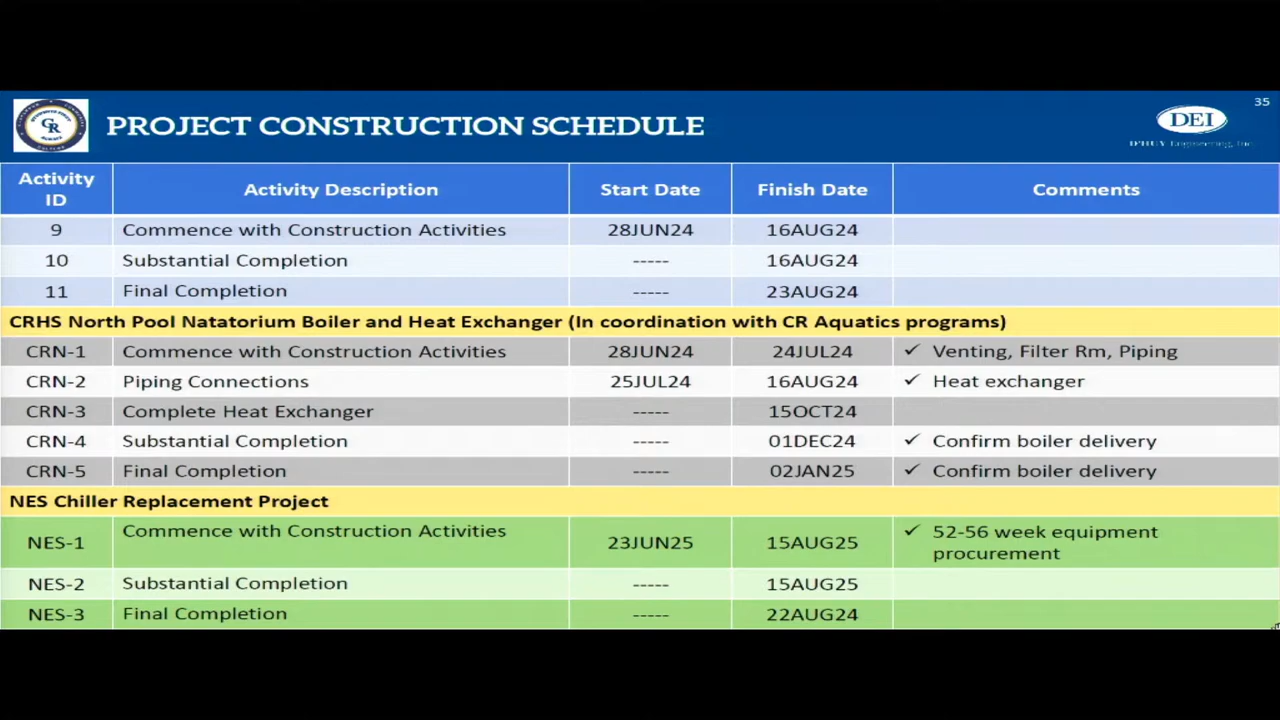 35
GR
PROJECT CONSTRUCTION SCHEDULE
DEI
Engineering, Inc.
Activity ID Activity Description Start Date Finish Date Comments
9 Commence with Construction Activities 28JUN24 16AUG24
10 Substantial Completion ----- 16AUG24
11 Final Completion ----- 23AUG24
CRHS North Pool Natatorium Boiler and Heat Exchanger (In coordination with CR Aquatics programs)
CRN-1 Commence with Construction Activities 28JUN24 24JUL24 ✓ Venting, Filter Rm, Piping
CRN-2 Piping Connections 25JUL24 16AUG24 ✓ Heat exchanger
CRN-3 Complete Heat Exchanger ----- 15OCT24
CRN-4 Substantial Completion ----- 01DEC24 ✓ Confirm boiler delivery
CRN-5 Final Completion ----- 02JAN25 ✓ Confirm boiler delivery
NES Chiller Replacement Project
NES-1 Commence with Construction Activities 23JUN25 15AUG25 ✓ 52-56 week equipment
procurement
NES-2 Substantial Completion ----- 15AUG25
NES-3 Final Completion ----- 22AUG24